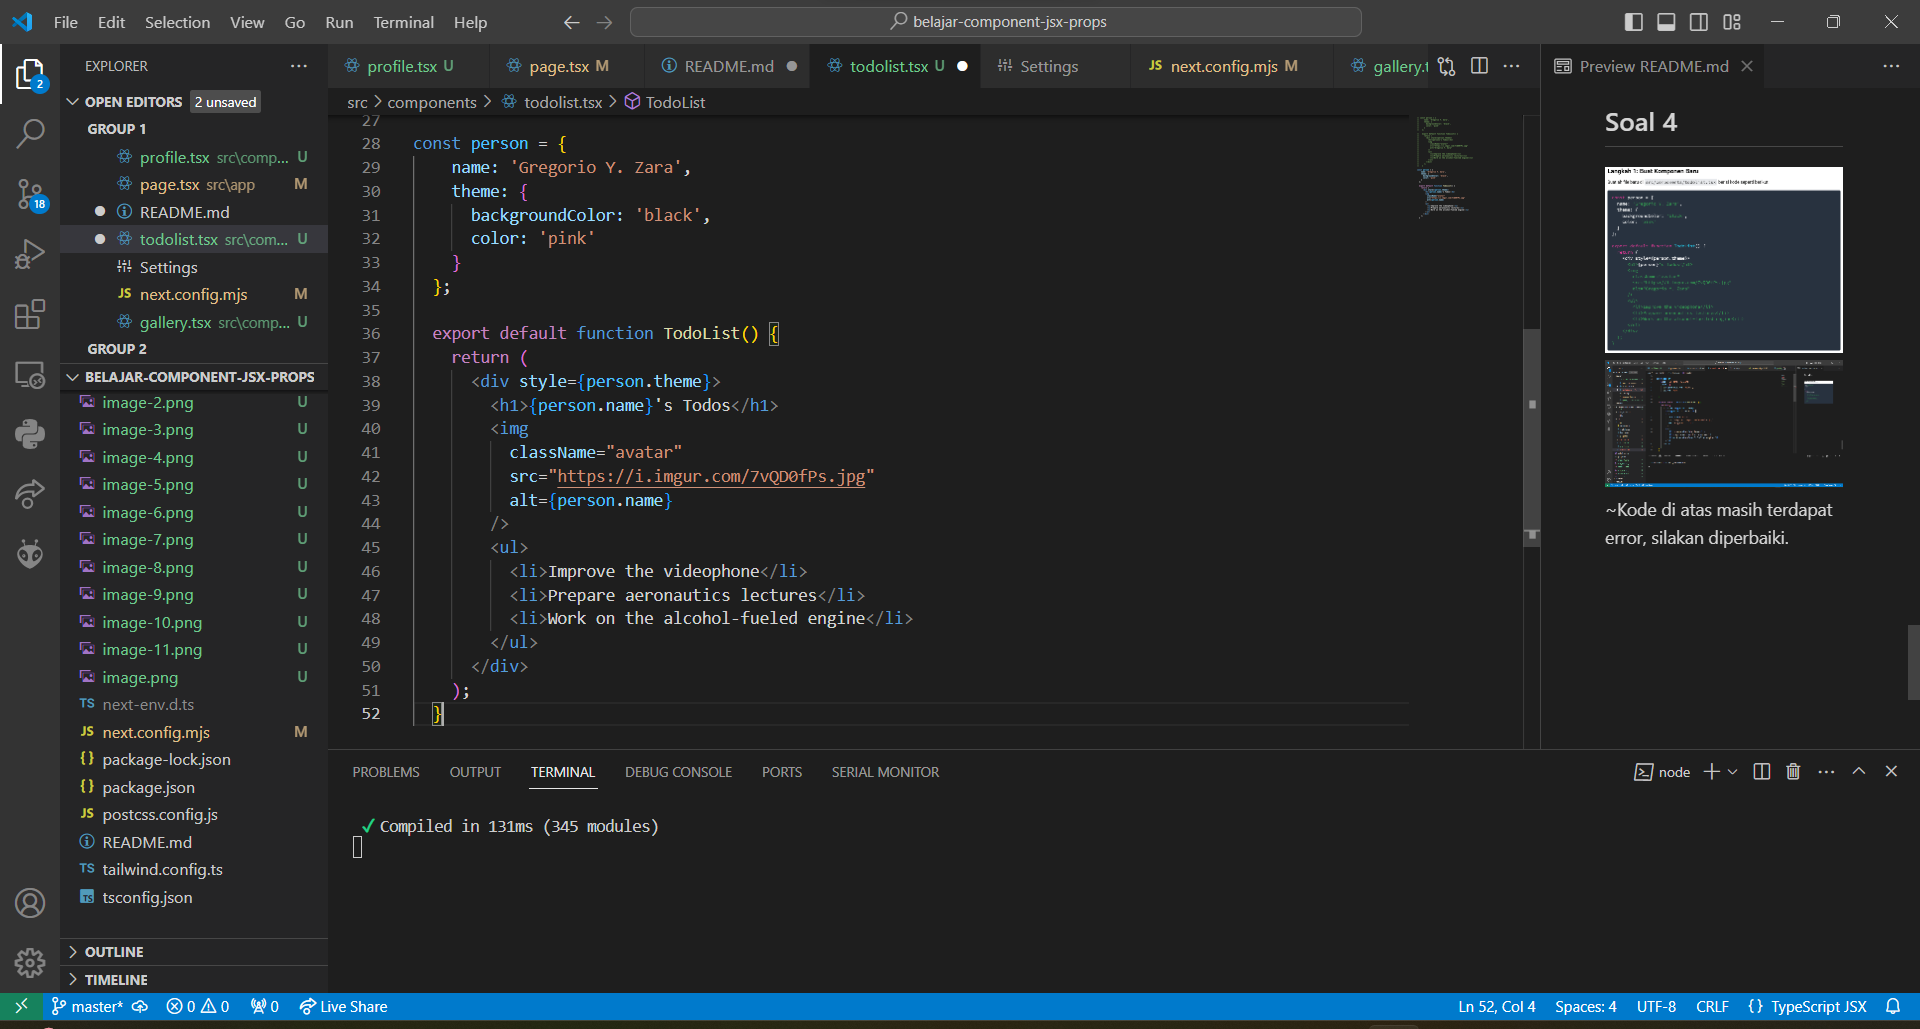 File Edit Selection View Go Run Terminal Help
belajar-component-jsx-props
EXPLORER
OPEN EDITORS 2 unsaved
GROUP 1
profile.tsx src\comp... U
page.tsx src\app M
README.md
todolist.tsx src\com... U
Settings
next.config.mjs M
gallery.tsx src\comp... U
GROUP 2
BELAJAR-COMPONENT-JSX-PROPS
image-2.png U
image-3.png U
image-4.png U
image-5.png U
image-6.png U
image-7.png U
image-8.png U
image-9.png U
image-10.png U
image-11.png U
image.png U
next-env.d.ts
next.config.mjs M
package-lock.json
package.json
postcss.config.js
README.md
tailwind.config.ts
tsconfig.json
OUTLINE
TIMELINE
profile.tsx U page.tsx M README.md todolist.tsx U Settings next.config.mjs M gallery.t
src > components > todolist.tsx > TodoList
27
28 const person = {
29 name: 'Gregorio Y. Zara',
30 theme: {
31 backgroundColor: 'black',
32 color: 'pink'
33 }
34 };
35
36 export default function TodoList() {
37 return (
38 <div style={person.theme}>
39 <h1>{person.name}'s Todos</h1>
40 <img
41 className="avatar"
42 src="https://i.imgur.com/7vQD0fPs.jpg"
43 alt={person.name}
44 />
45 <ul>
46 <li>Improve the videophone</li>
47 <li>Prepare aeronautics lectures</li>
48 <li>Work on the alcohol-fueled engine</li>
49 </ul>
50 </div>
51 );
52 }
Preview README.md
Soal 4
Langkah 1: Buat Komponen Baru
~Kode di atas masih terdapat
error, silakan diperbaiki.
PROBLEMS OUTPUT TERMINAL DEBUG CONSOLE PORTS SERIAL MONITOR
node
✓ Compiled in 131ms (345 modules)
2
18
master* 0 0 0 Live Share
Ln 52, Col 4 Spaces: 4 UTF-8 CRLF {} TypeScript JSX